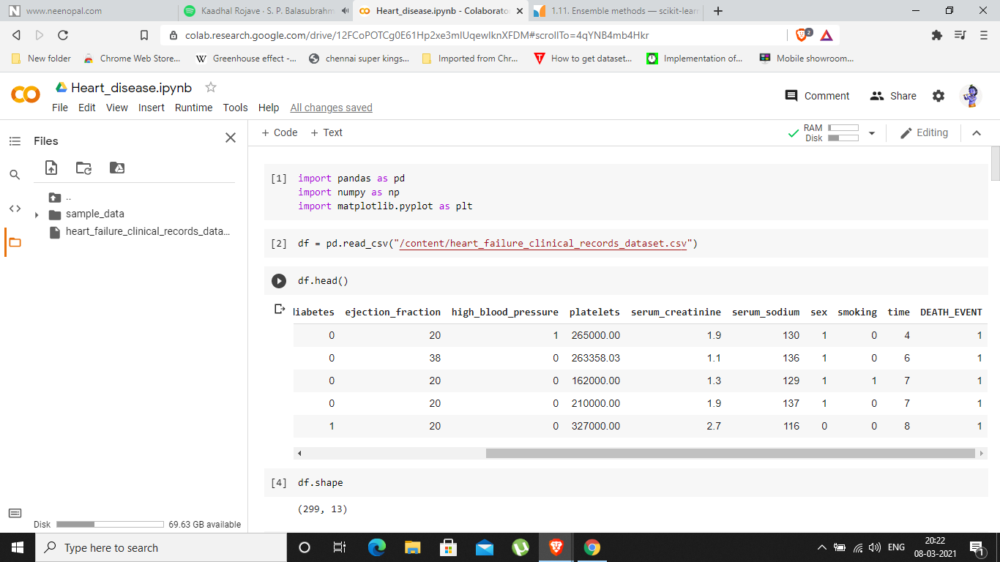 www.neenopal.com
Kaadhal Rojave · S. P. Balasubrahm
Heart_disease.ipynb - Colaborato
1.11. Ensemble methods — scikit-lear
colab.research.google.com/drive/
2
New folder
Chrome Web Store...
Greenhouse effect -...
chennai super kings...
Imported from Chr...
How to get dataset...
Implementation of...
Mobile showroom...
Heart_disease.ipynb
Comment
Share
File Edit View Insert Runtime Tools Help All changes saved
+ Code + Text
RAM
Disk
Editing
Files
..
sample_data
heart_failure_clinical_records_data...
Disk 69.63 GB available
[1] import pandas as pd
import numpy as np
import matplotlib.pyplot as plt
[2] df = pd.read_csv("/content/heart_failure_clinical_records_dataset.csv")
df.head()
diabetes ejection_fraction high_blood_pressure platelets serum_creatinine serum_sodium sex smoking time DEATH_EVENT
0 20 1 265000.00 1.9 130 1 0 4 1
0 38 0 263358.03 1.1 136 1 0 6 1
0 20 0 162000.00 1.3 129 1 1 7 1
0 20 0 210000.00 1.9 137 1 0 7 1
1 20 0 327000.00 2.7 116 0 0 8 1
[4] df.shape
(299, 13)
Type here to search
ENG
20:22
08-03-2021
1